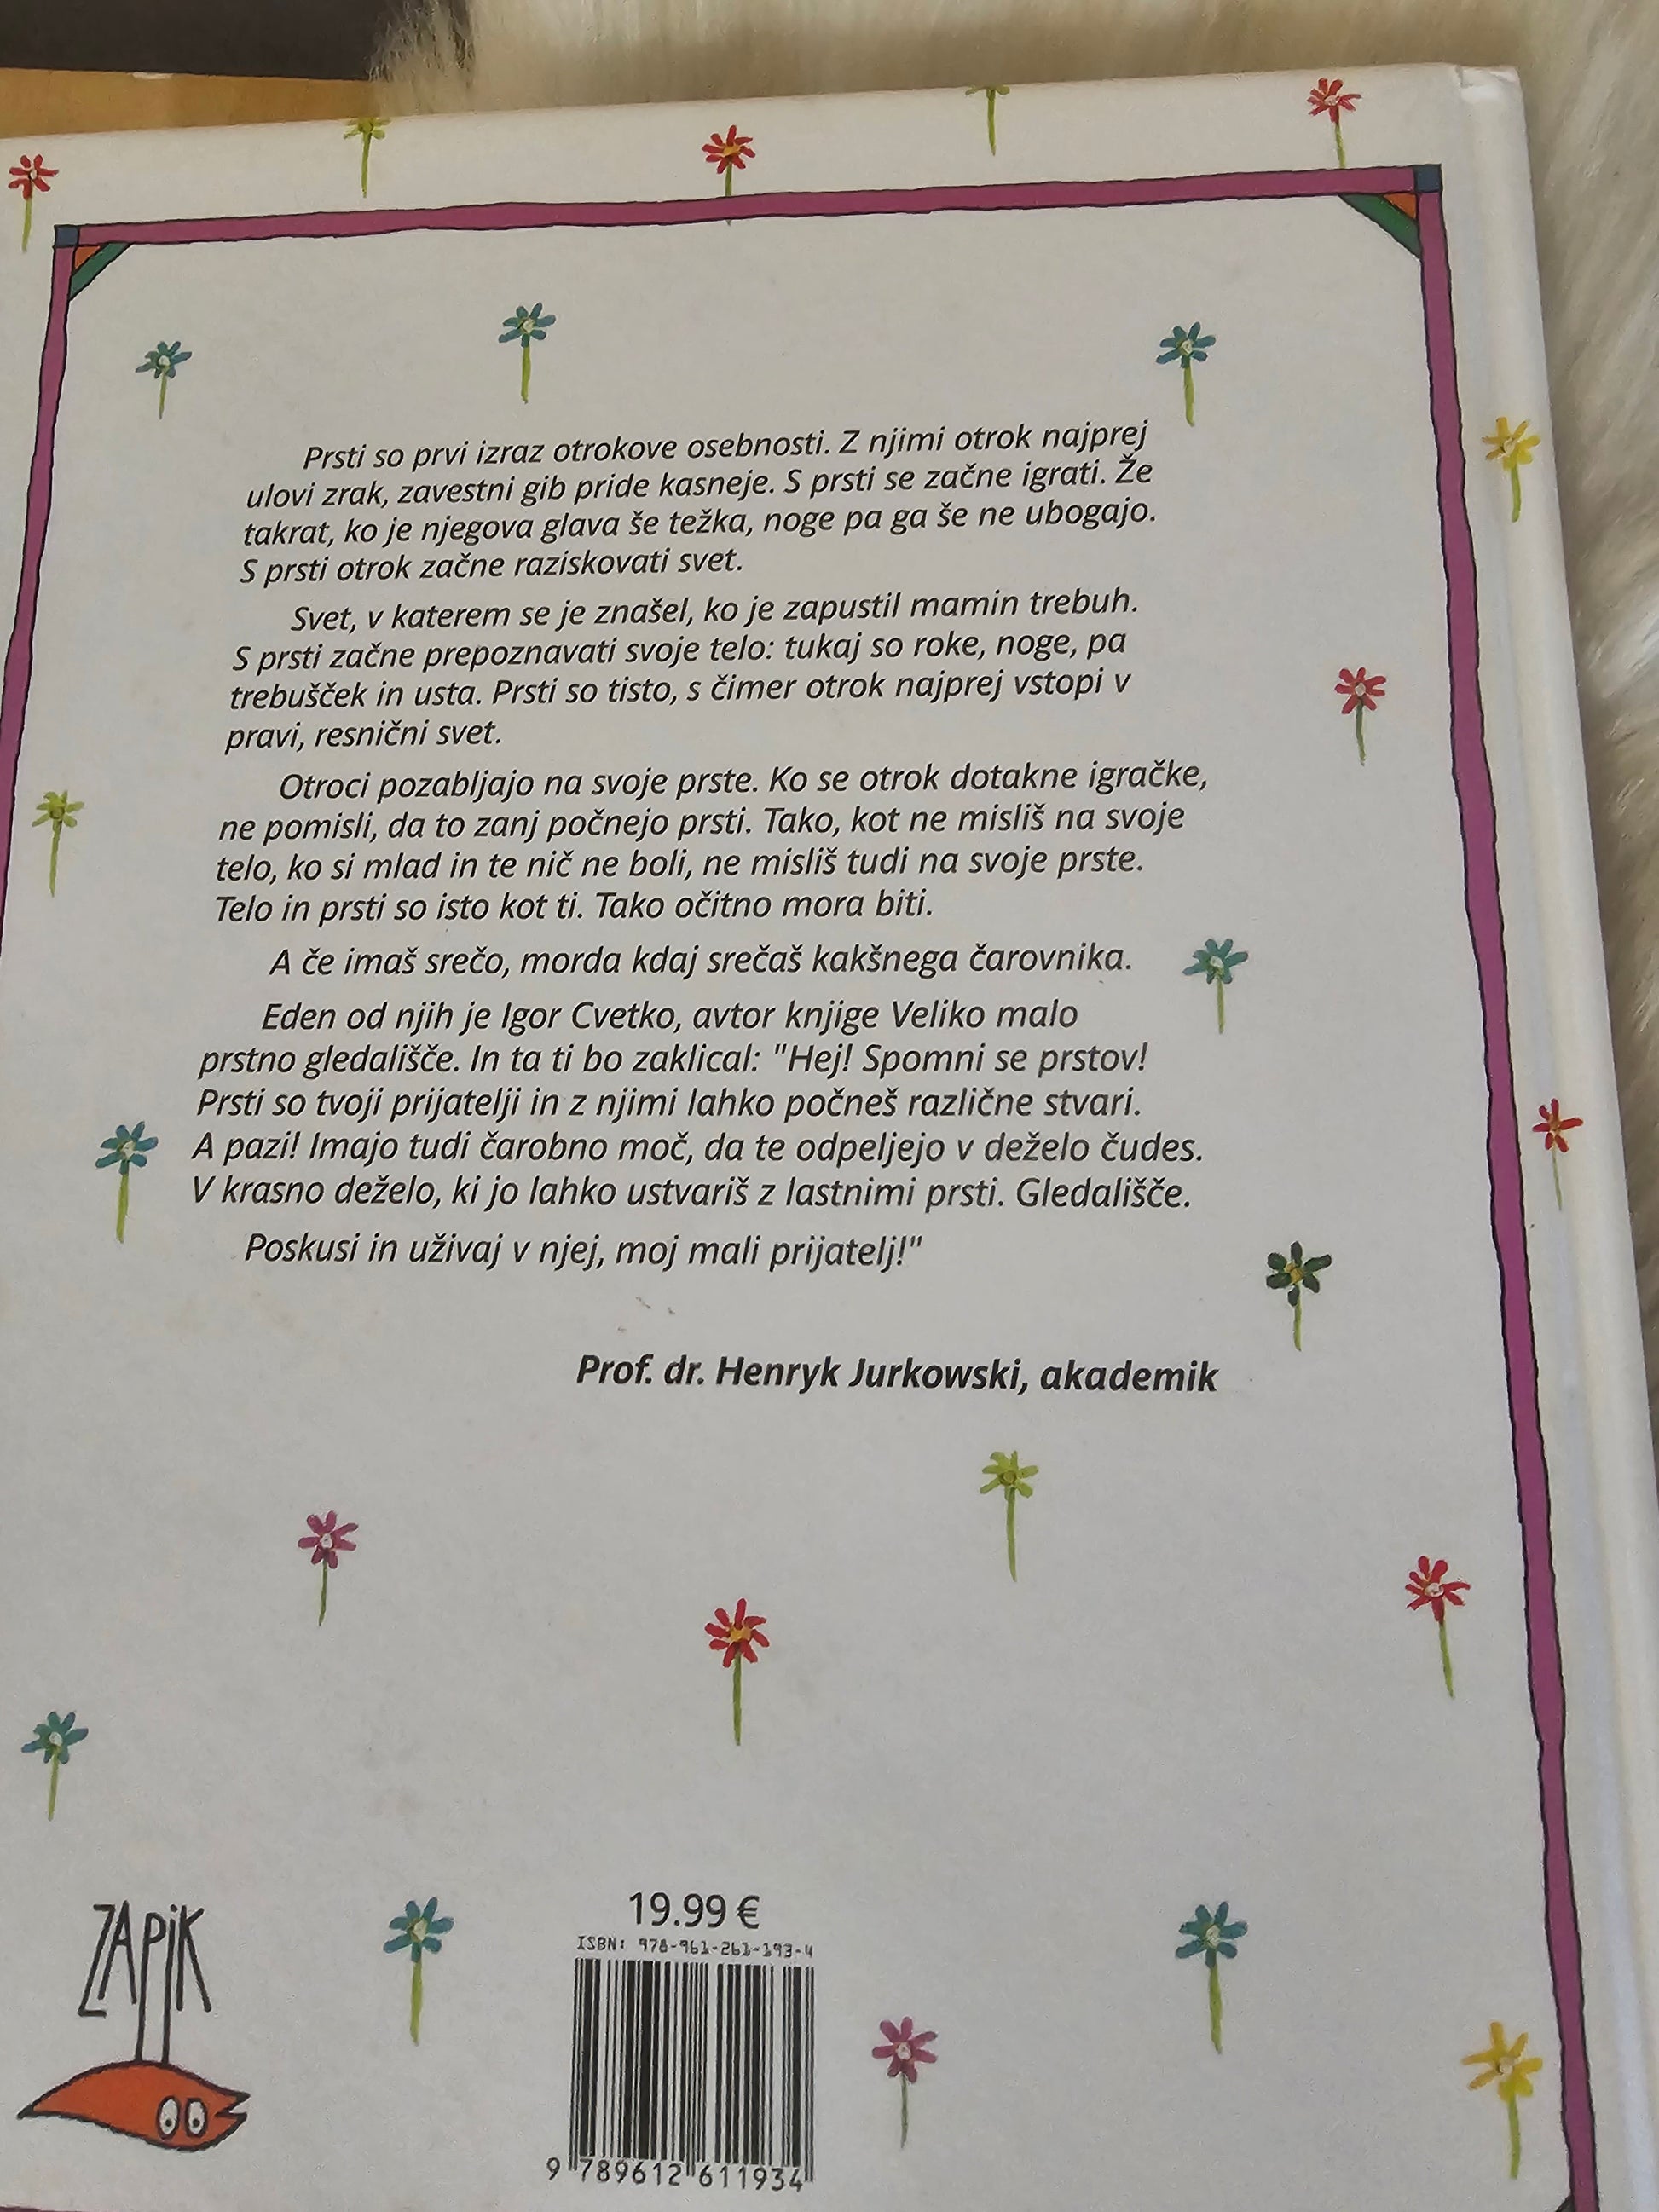 Prsti so prvi izraz otrokove osebnosti. Z njimi otrok najprej
ulovi zrak, zavestni gib pride kasneje. S prsti se začne igrati. Že
takrat, ko je njegova glava še težka, noge pa ga še ne ubogajo.
S prsti otrok začne raziskovati svet.
Svet, v katerem se je znašel, ko je zapustil mamin trebuh.
S prsti začne prepoznavati svoje telo: tukaj so roke, noge, pa
trebušček in usta. Prsti so tisto, s čimer otrok najprej vstopi v
pravi, resnični svet.
Otroci pozabljajo na svoje prste. Ko se otrok dotakne igračke,
ne pomisli, da to zanj počnejo prsti. Tako, kot ne misliš na svoje
telo, ko si mlad in te nič ne boli, ne misliš tudi na svoje prste.
Telo in prsti so isto kot ti. Tako očitno mora biti.
A če imaš srečo, morda kdaj srečaš kakšnega čarovnika.
Eden od njih je Igor Cvetko, avtor knjige Veliko malo
prstno gledališče. In ta ti bo zaklical: "Hej! Spomni se prstov!
Prsti so tvoji prijatelji in z njimi lahko počneš različne stvari.
A pazi! Imajo tudi čarobno moč, da te odpeljejo v deželo čudes.
V krasno deželo, ki jo lahko ustvariš z lastnimi prsti. Gledališče.
Poskusi in uživaj v njej, moj mali prijatelj!"
Prof. dr. Henryk Jurkowski, akademik
ZAPiK
19.99 €
ISBN: 978-961-261-193-4
9 789612 611934